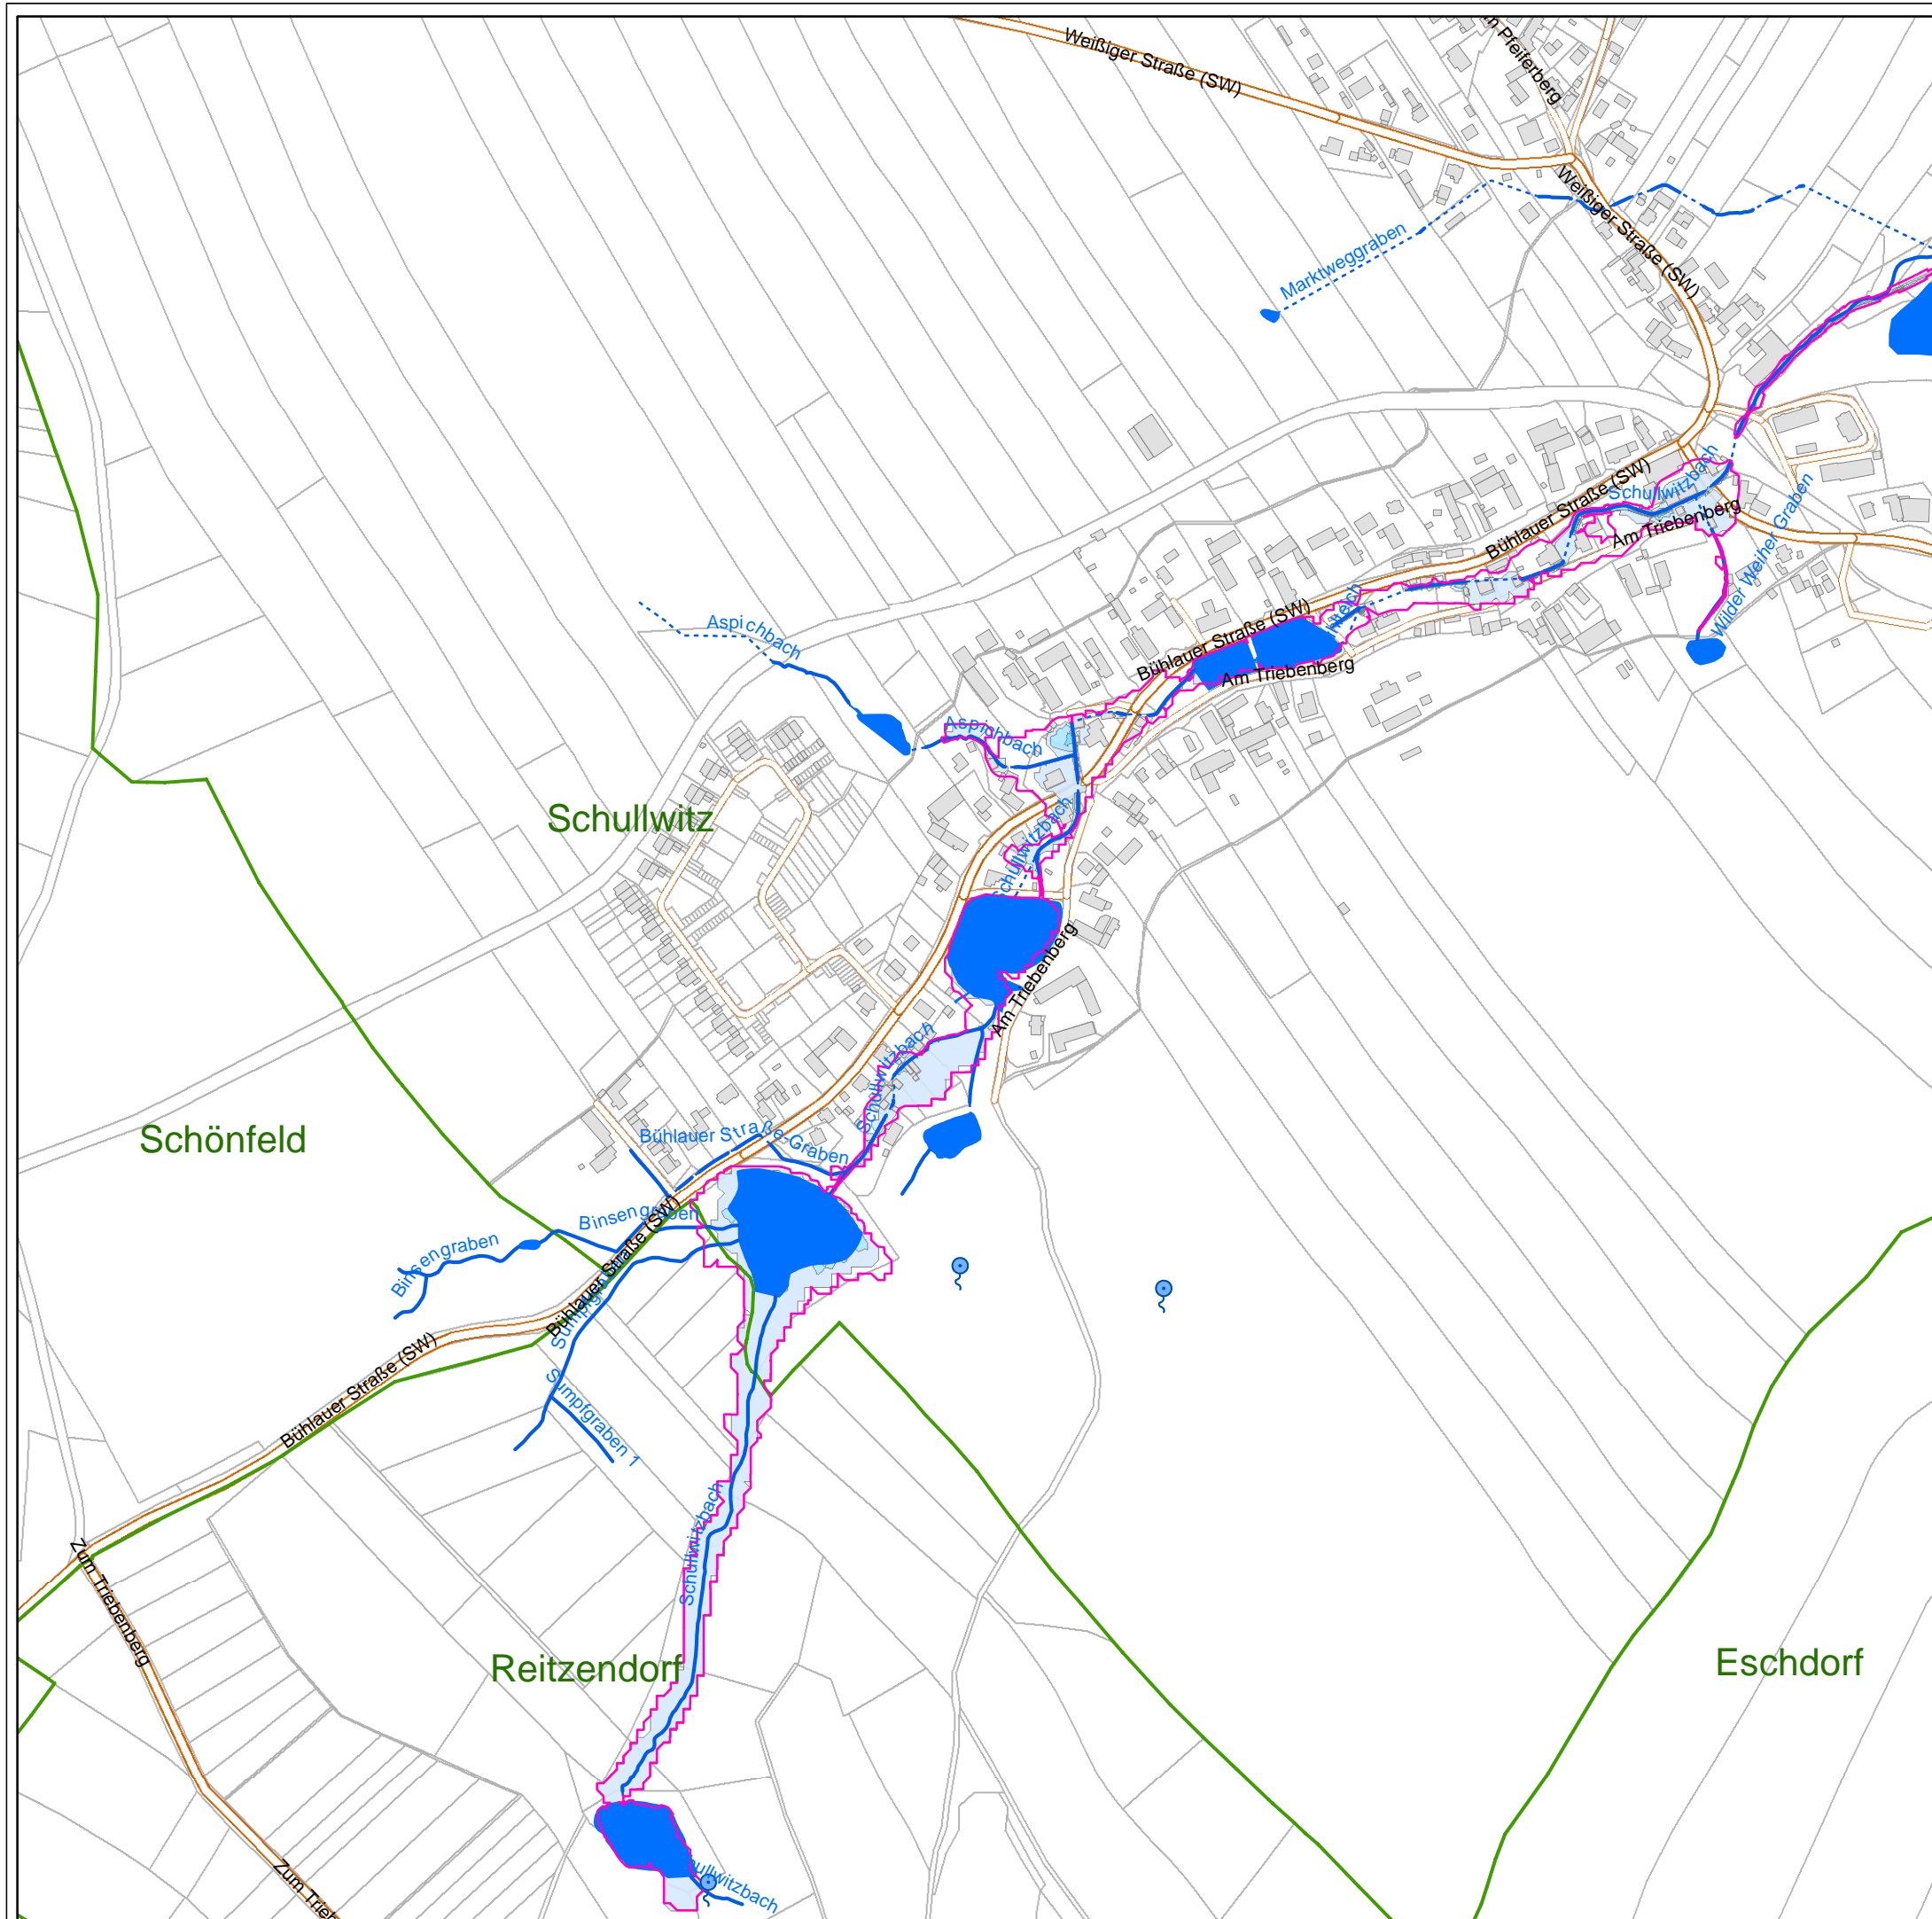 Weißiger Straße (SW)
Pfeiferberg
Weißiger Straße (SW)
Marktweggraben
Schullwitzbach
Bühlauer Straße (SW)
Am Triebenberg
Wilder Weiher Graben
Aspichbach
Bühlauer Straße (SW)
Am Triebenberg
Aspichbach
Schullwitz
Schullwitzbach
Am Triebenberg
Schullwitzbach
Schönfeld
Bühlauer Straße-Graben
Binsengraben
Binsengraben
Bühlauer Straße (SW)
Bühlauer Straße (SW)
Sumpfgraben 1
Schullwitzbach
Zum Triebenberg
Reitzendorf
Eschdorf
Zum Trieb